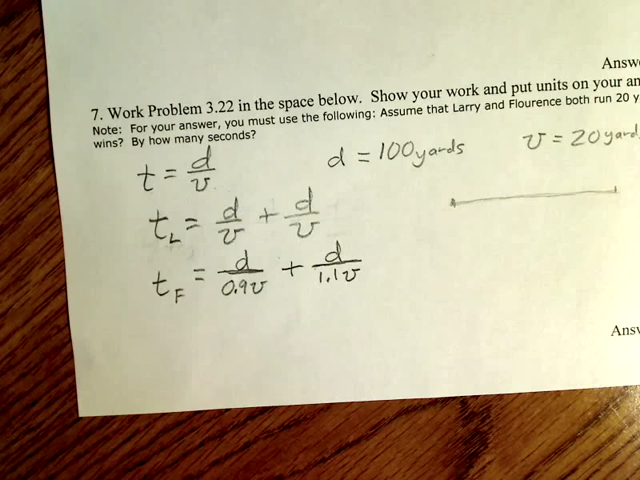 Answ
7. Work Problem 3.22 in the space below. Show your work and put units on your an
Note: For your answer, you must use the following: Assume that Larry and Flourence both run 20 y
wins? By how many seconds?
t = d/v
d = 100 yards
v = 20 yard
t_L = d/v + d/v
t_F = d/0.9v + d/1.1v
Answ